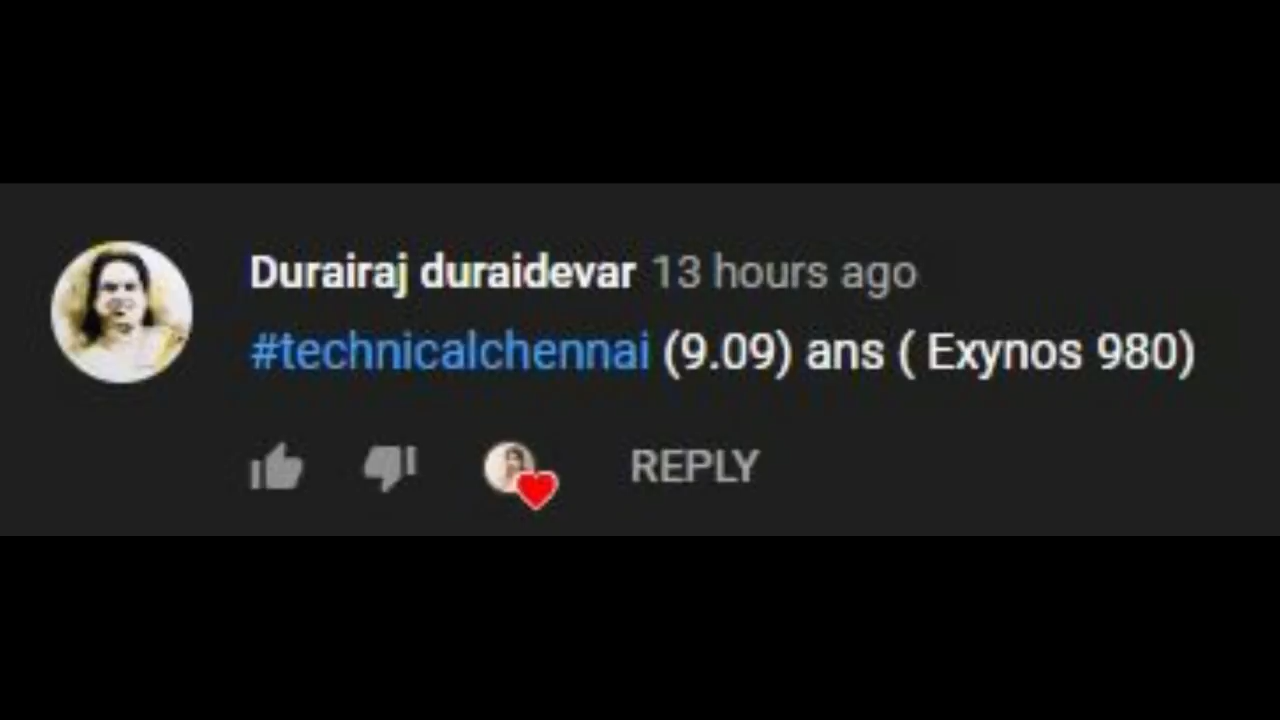 Durairaj duraidevar 13 hours ago
#technicalchennai (9.09) ans ( Exynos 980)
REPLY